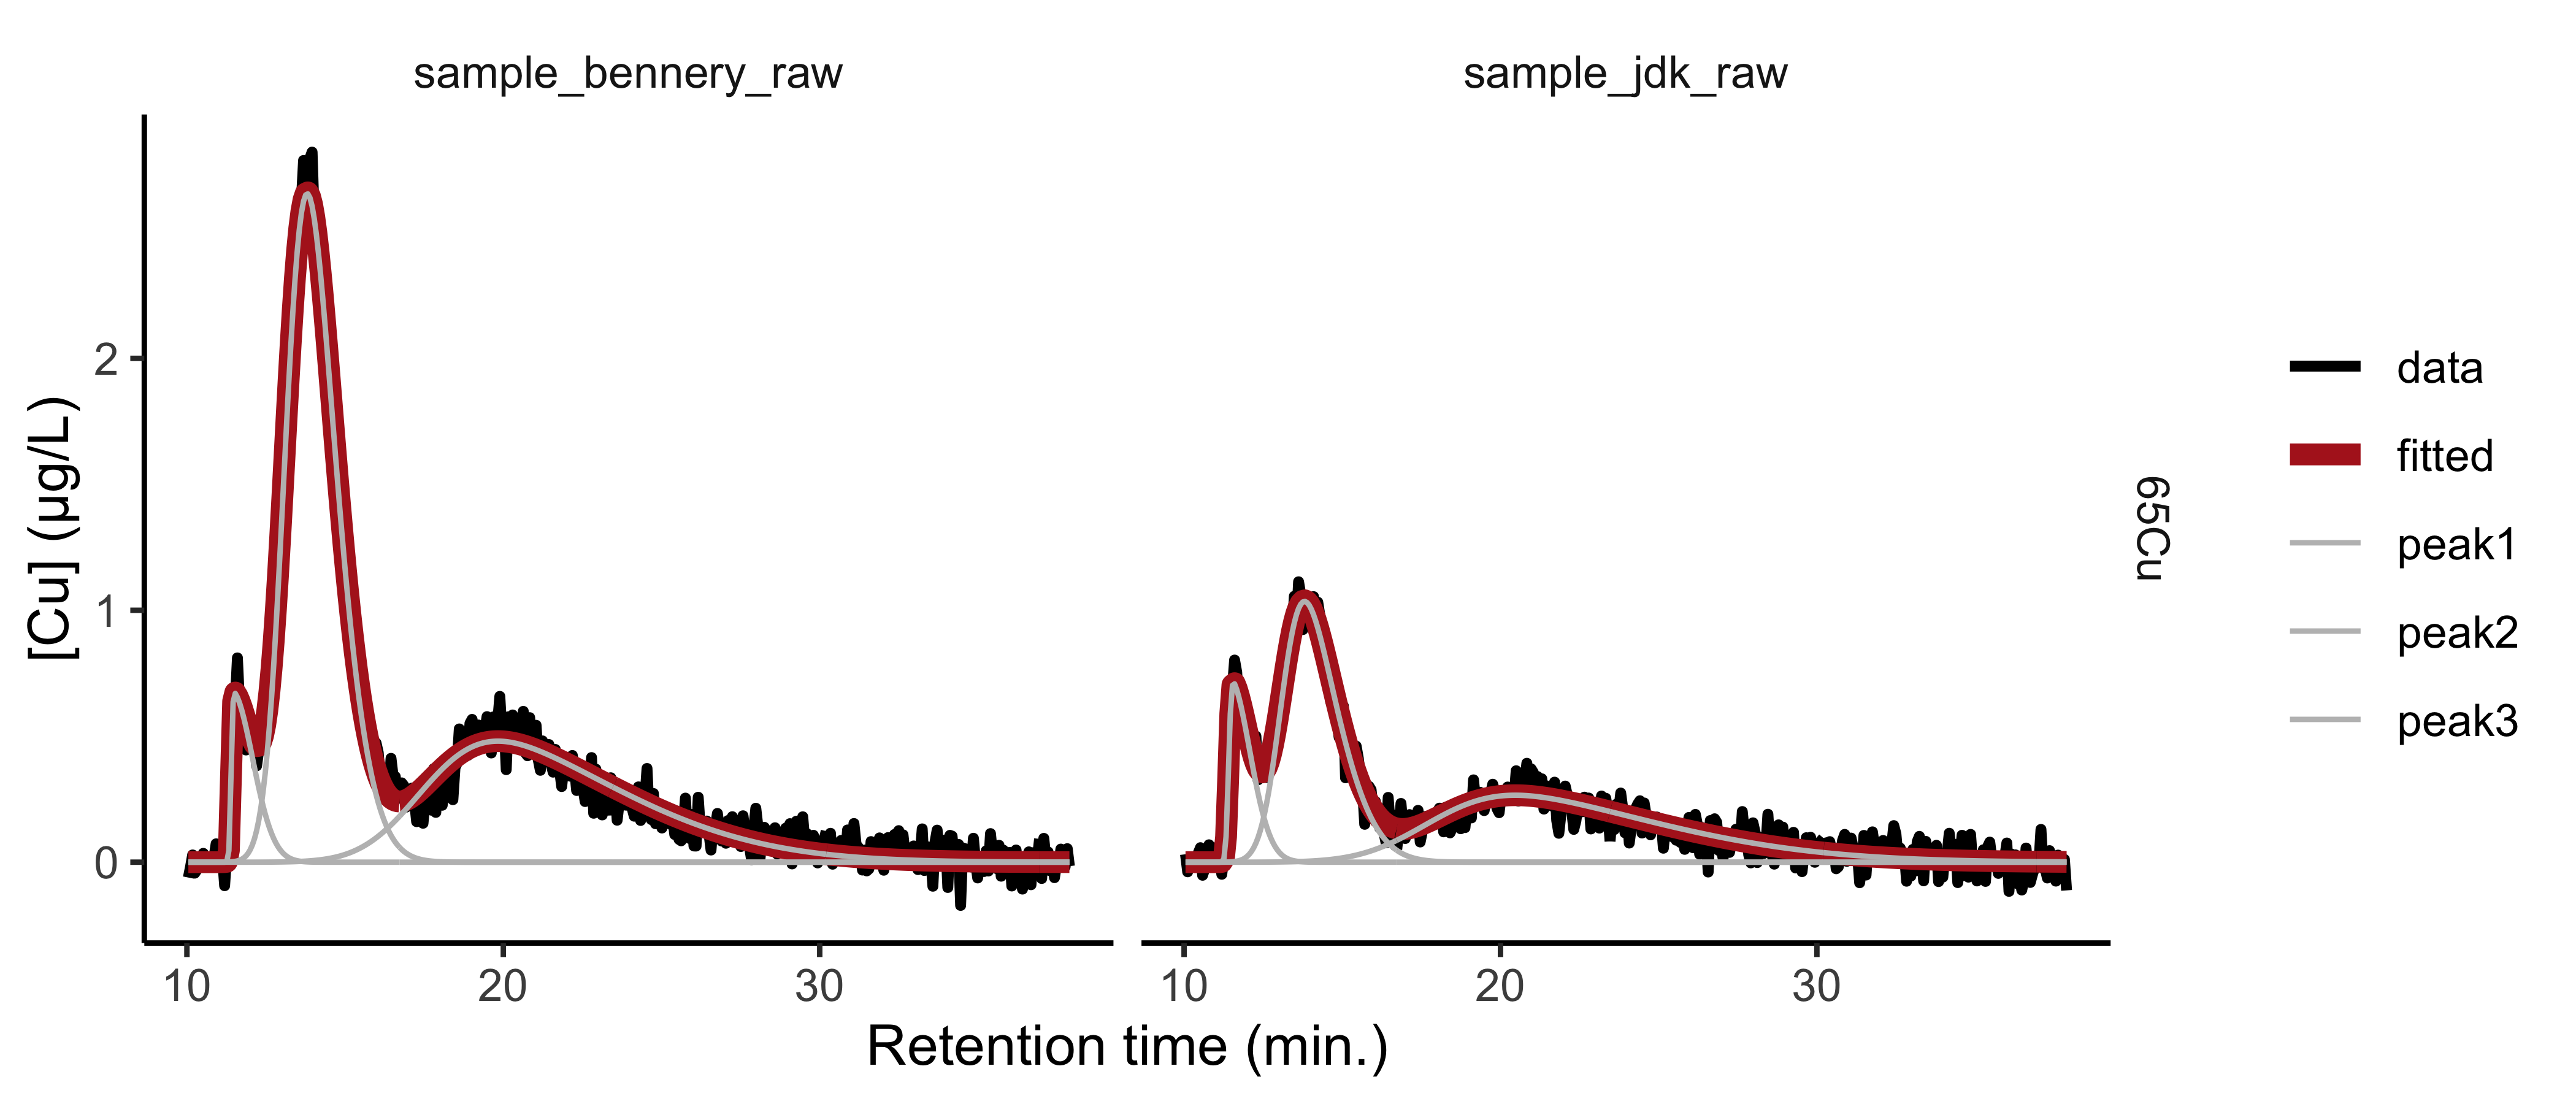 sample_bennery_raw
sample_jdk_raw
[Cu] (µg/L)
2
1
0
10
20
30
10
20
30
Retention time (min.)
65Cu
data
fitted
peak1
peak2
peak3